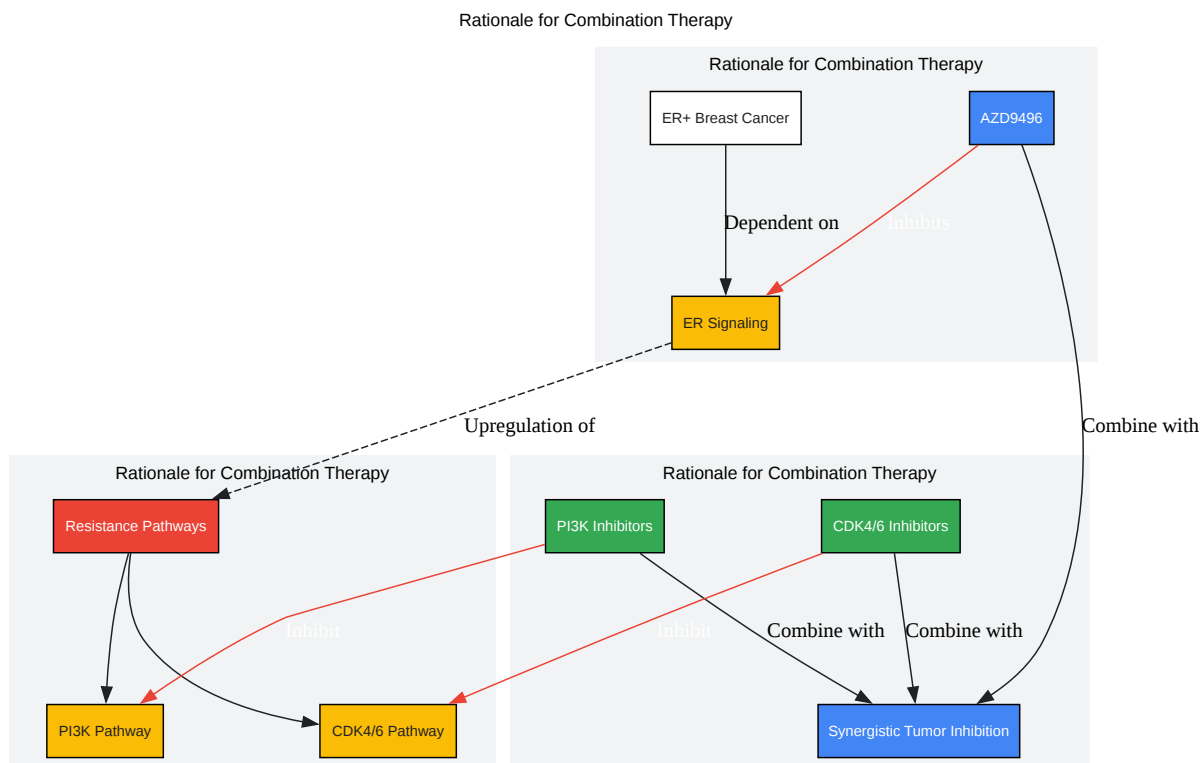 Rationale for Combination Therapy
Rationale for Combination Therapy
ER+ Breast Cancer
AZD9496
Dependent on
Inhibits
ER Signaling
Upregulation of
Combine with
Rationale for Combination Therapy
Rationale for Combination Therapy
Resistance Pathways
PI3K Inhibitors
CDK4/6 Inhibitors
Inhibit
Inhibit
Combine with
Combine with
PI3K Pathway
CDK4/6 Pathway
Synergistic Tumor Inhibition